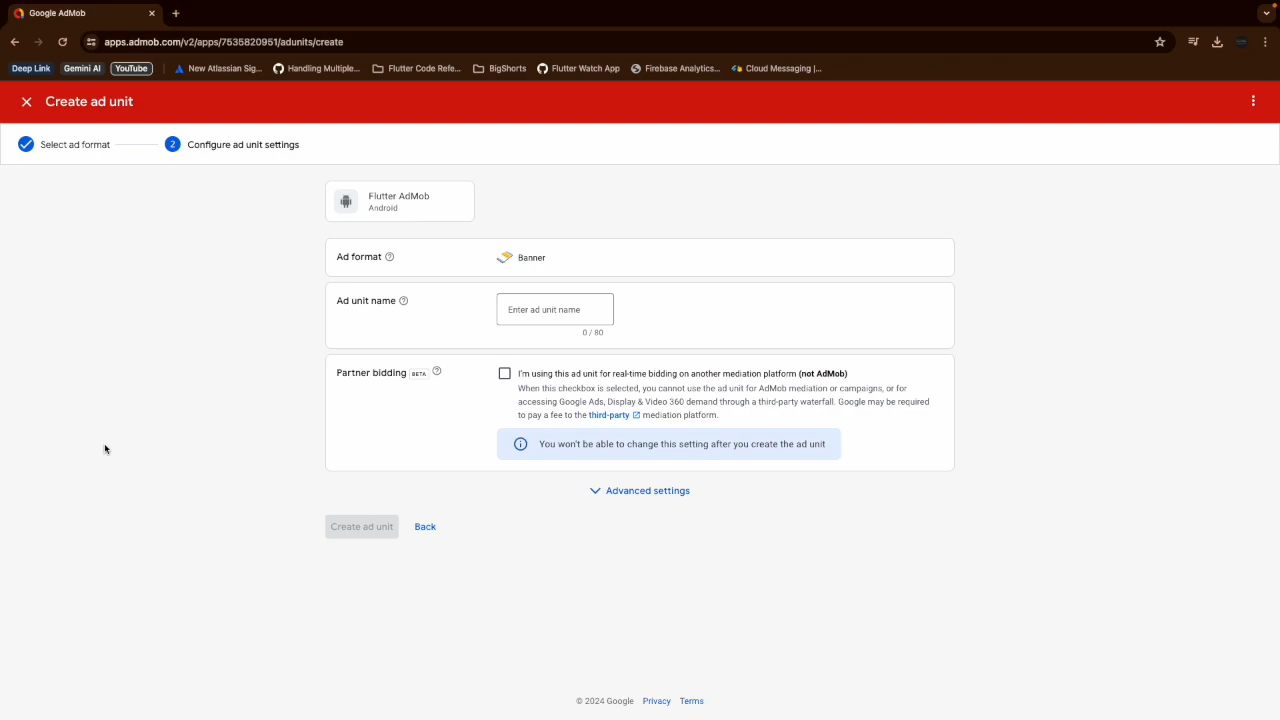 Google AdMob
apps.admob.com/v2/apps/7535820951/adunits/create
Deep Link Gemini AI YouTube New Atlassian Sig... Handling Multiple... Flutter Code Refe... BigShorts Flutter Watch App Firebase Analytics... Cloud Messaging |...
Create ad unit
Select ad format 2 Configure ad unit settings
Flutter AdMob
Android
Ad format Banner
Ad unit name
Enter ad unit name
0 / 80
Partner bidding BETA I'm using this ad unit for real-time bidding on another mediation platform (not AdMob)
When this checkbox is selected, you cannot use the ad unit for AdMob mediation or campaigns, or for
accessing Google Ads, Display & Video 360 demand through a third-party waterfall. Google may be required
to pay a fee to the third-party mediation platform.
You won't be able to change this setting after you create the ad unit
Advanced settings
Create ad unit Back
© 2024 Google Privacy Terms